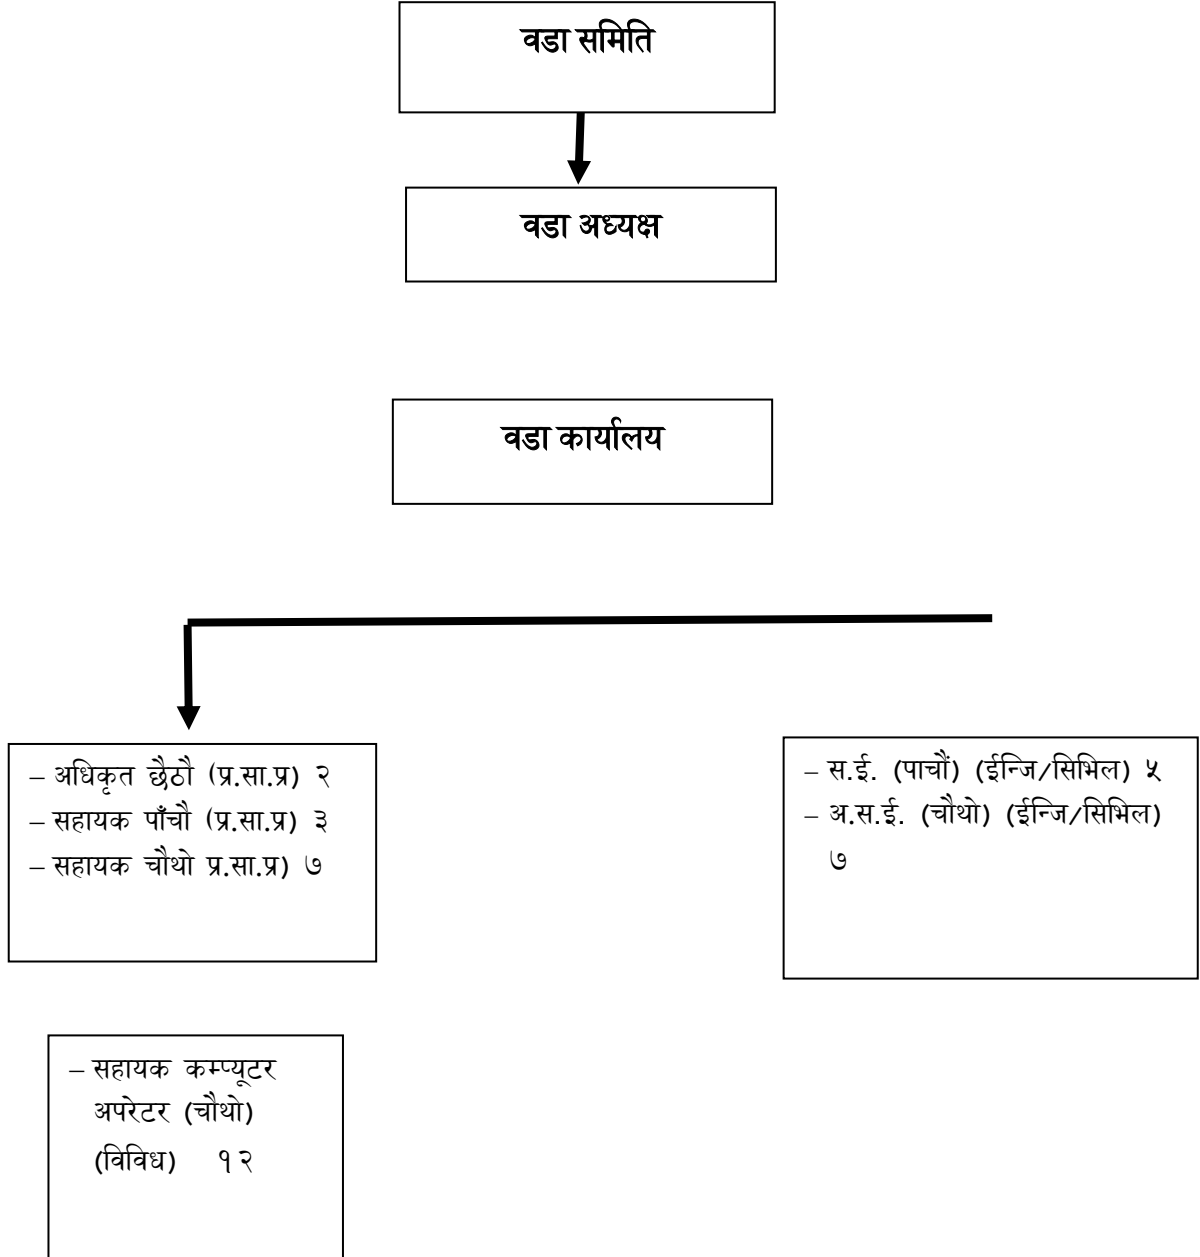 वडा समिति
वडा अध्यक्ष
वडा कार्यालय
– अधिकृत छैठौ (प्र.सा.प्र) २
– सहायक पाँचौ (प्र.सा.प्र) ३
– सहायक चौथो प्र.सा.प्र) ७
– स.ई. (पाचौं) (ईन्जि/सिभिल) ५
– अ.स.ई. (चौथो) (ईन्जि/सिभिल)
७
– सहायक कम्प्यूटर
अपरेटर (चौथो)
(विविध) १२